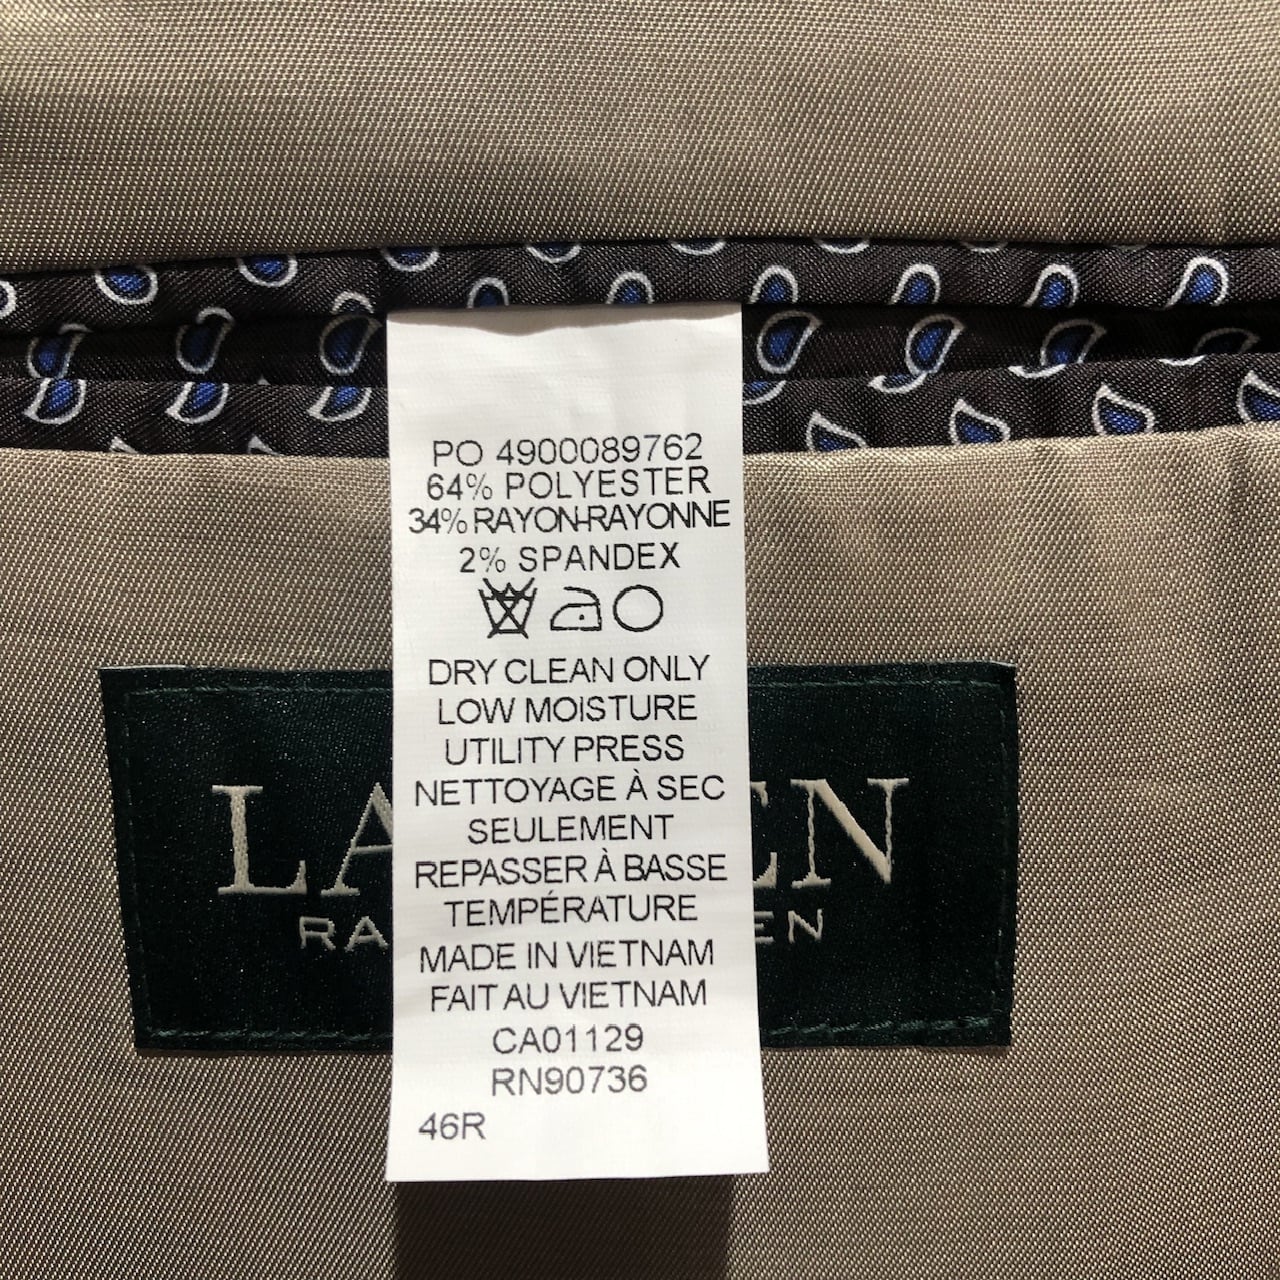 PO 4900089762
64% POLYESTER
34% RAYON-RAYONNE
2% SPANDEX
DRY CLEAN ONLY
LOW MOISTURE
UTILITY PRESS
NETTOYAGE À SEC
SEULEMENT
REPASSER À BASSE
TEMPÉRATURE
MADE IN VIETNAM
FAIT AU VIETNAM
CA01129
RN90736
46R